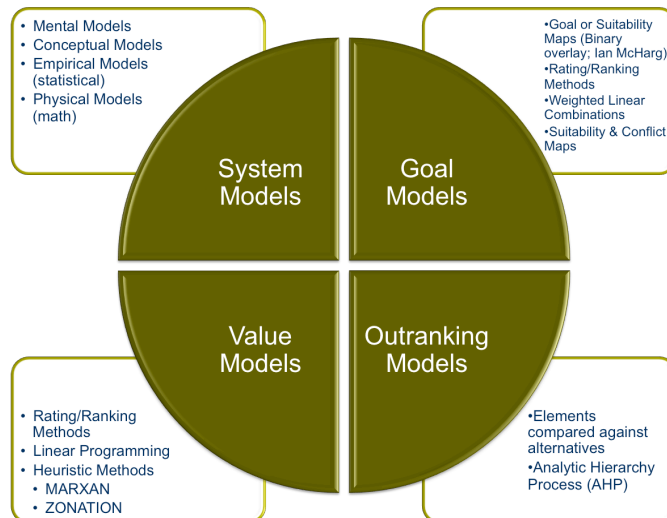 • Mental Models
• Conceptual Models
• Empirical Models
(statistical)
• Physical Models
(math)
•Goal or Suitability
Maps (Binary
overlay; Ian McHarg)
•Rating/Ranking
Methods
•Weighted Linear
Combinations
•Suitability & Conflict
Maps
System
Models
Goal
Models
Value
Models
Outranking
Models
• Rating/Ranking
Methods
• Linear Programming
• Heuristic Methods
• MARXAN
• ZONATION
•Elements
compared against
alternatives
•Analytic Hierarchy
Process (AHP)